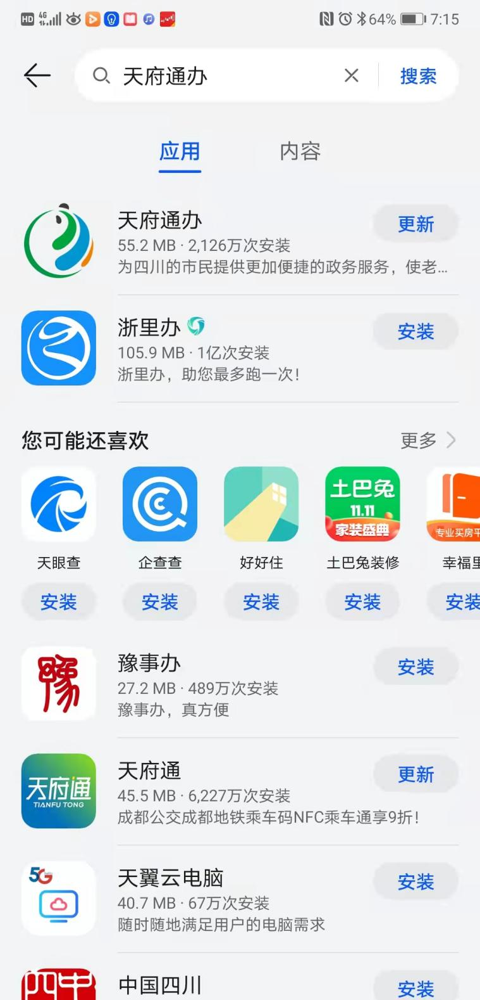 HD 4G 64% 7:15
天府通办 搜索
应用 内容
天府通办 更新
55.2 MB · 2,126万次安装
为四川的市民提供更加便捷的政务服务，使老...
浙里办 安装
105.9 MB · 1亿次安装
浙里办，助您最多跑一次！
您可能还喜欢 更多
土巴兔
11.11
家装盛典
专业买房平
天眼查 企查查 好好住 土巴兔装修 幸福里
安装 安装 安装 安装 安装
豫
豫事办 安装
27.2 MB · 489万次安装
豫事办，真方便
天府通
TIANFU TONG
天府通 更新
45.5 MB · 6,227万次安装
成都公交成都地铁乘车码NFC乘车通享9折！
5G
天翼云电脑 安装
40.7 MB · 67万次安装
随时随地满足用户的电脑需求
中国四川 安装